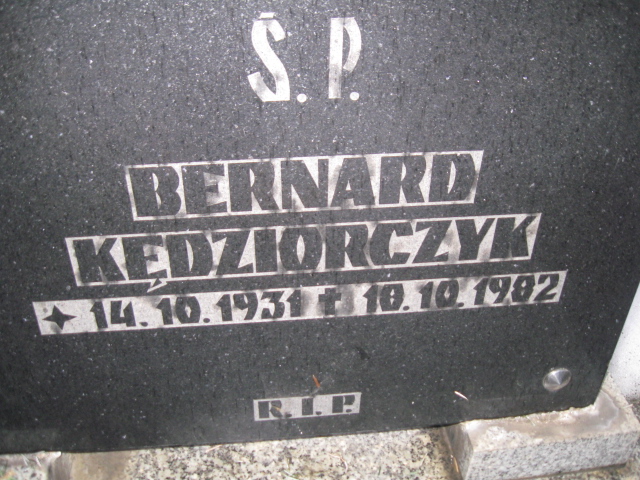 Ś. P.
BERNARD
KĘDZIORCZYK
14.10.1931 † 10.10.1982
R. I. P.